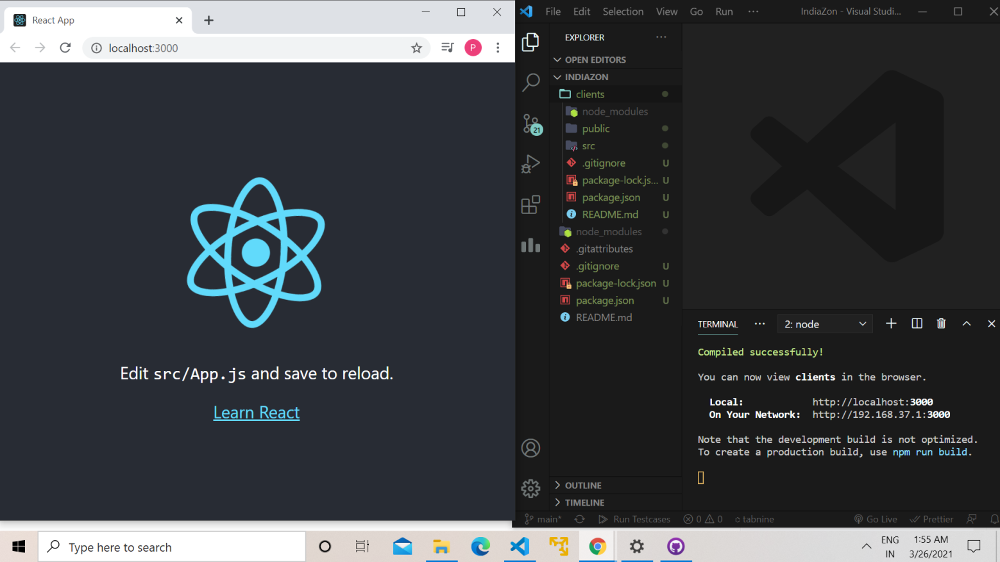 React App
localhost:3000
P
Edit src/App.js and save to reload.
Learn React
File Edit Selection View Go Run ··· IndiaZon - Visual Studi...
EXPLORER ···
OPEN EDITORS
INDIAZON
clients
node_modules
public
src
.gitignore U
package-lock.js... U
package.json U
README.md U
node_modules
.gitattributes
.gitignore U
package-lock.json U
package.json U
README.md
21
OUTLINE
TIMELINE
TERMINAL ··· 2: node
Compiled successfully!
You can now view clients in the browser.
Local: http://localhost:3000
On Your Network: http://192.168.37.1:3000
Note that the development build is not optimized.
To create a production build, use npm run build.
main* Run Testcases 0 0 tabnine Go Live Prettier
Type here to search
ENG
IN
1:55 AM
3/26/2021